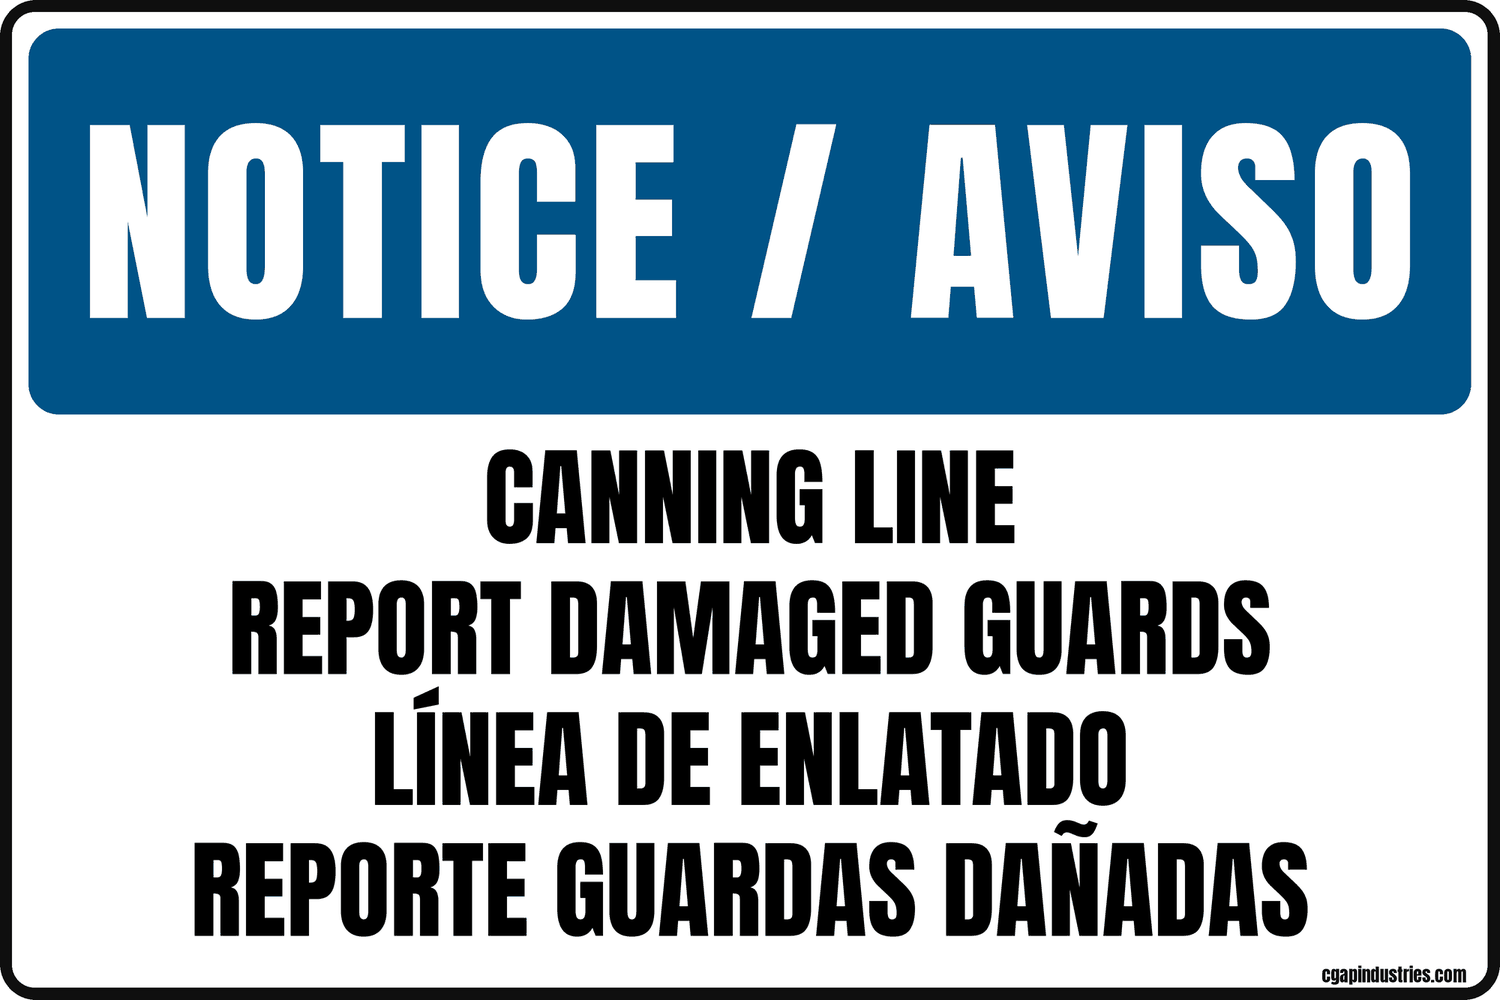 NOTICE / AVISO
CANNING LINE
REPORT DAMAGED GUARDS
LÍNEA DE ENLATADO
REPORTE GUARDAS DAÑADAS
cgapindustries.com